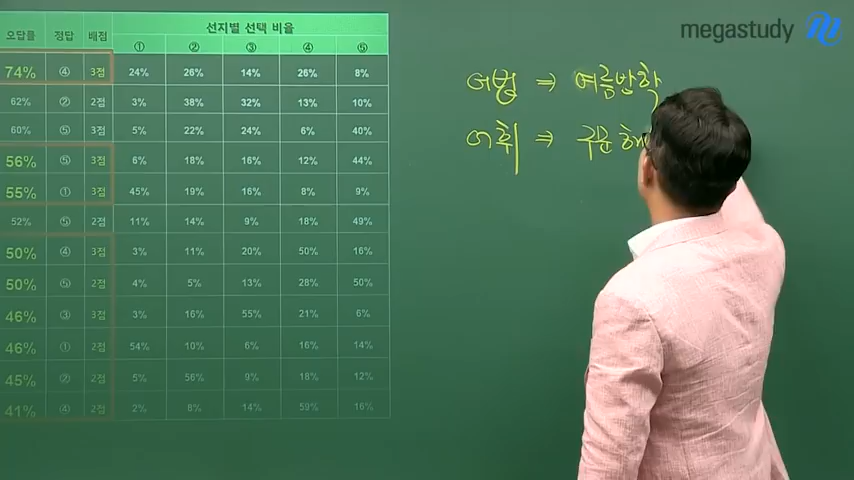 megastudy
오답률 정답 배점 선지별 선택 비율
① ② ③ ④ ⑤
74% ④ 3점 24% 26% 14% 26% 8%
62% ② 2점 3% 38% 32% 13% 10%
60% ⑤ 3점 5% 22% 24% 6% 40%
56% ⑤ 3점 6% 18% 16% 12% 44%
55% ① 3점 45% 19% 16% 8% 9%
52% ⑤ 2점 11% 14% 9% 18% 49%
50% ④ 3점 3% 11% 20% 50% 16%
50% ⑤ 2점 4% 5% 13% 28% 50%
46% ③ 3점 3% 16% 55% 21% 6%
46% ① 2점 54% 10% 6% 16% 14%
45% ② 2점 5% 56% 9% 18% 12%
41% ④ 2점 2% 8% 14% 59% 16%
어법 ⇒ 여름방학
어휘 ⇒ 구문